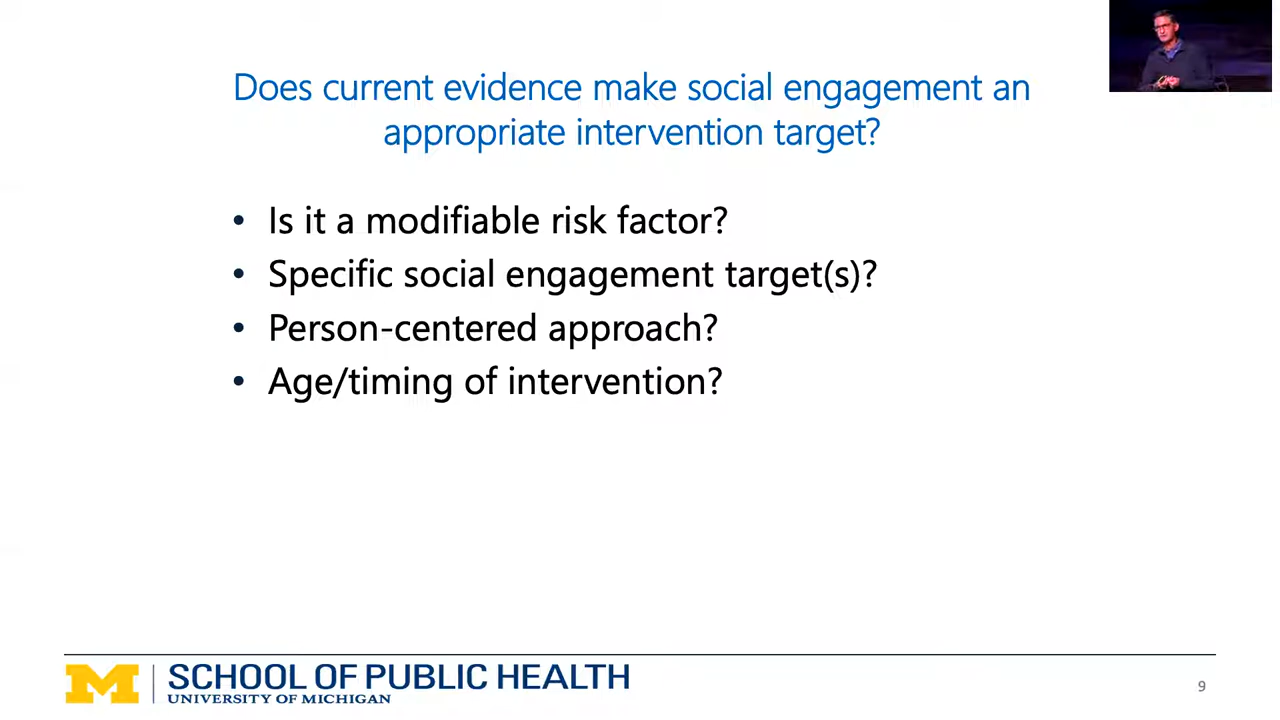 Does current evidence make social engagement an
appropriate intervention target?
• Is it a modifiable risk factor?
• Specific social engagement target(s)?
• Person-centered approach?
• Age/timing of intervention?
M
SCHOOL OF PUBLIC HEALTH
UNIVERSITY OF MICHIGAN
9